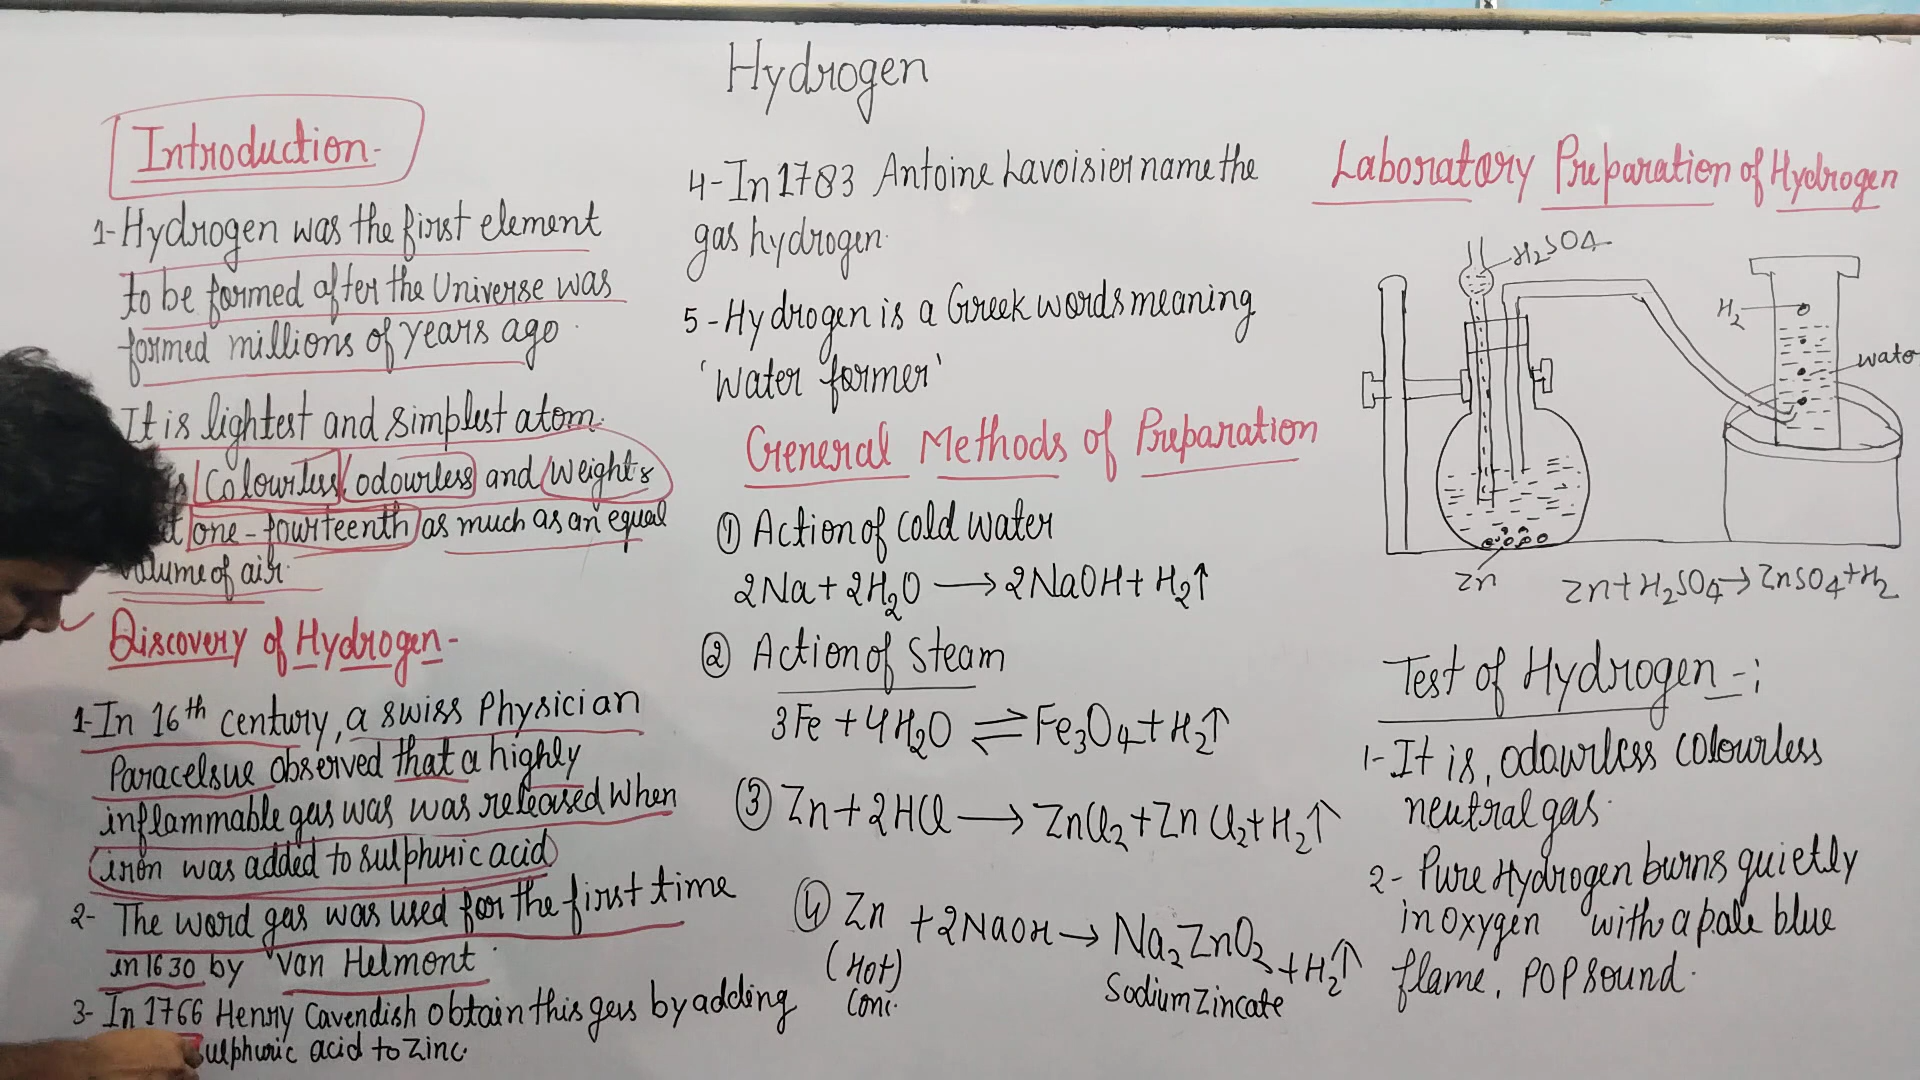 Hydrogen
Introduction-
1- Hydrogen was the first element
to be formed after the Universe was
formed millions of years ago.
It is lightest and simplest atom.
Colourless, odourless and weights
one-fourteenth as much as an equal
volume of air.
Discovery of Hydrogen-
1-In 16th century, a swiss Physician
Paracelsue observed that a highly
inflammable gas was was released when
iron was added to sulphuric acid
2- The word gas was used for the first time
in 1630 by 'Van Helmont'
3- In 1766 Henry Cavendish obtain this gas by adding
sulphuric acid to zinc.
4-In 1783 Antoine Lavoisier name the
gas hydrogen.
5-Hydrogen is a Greek words meaning
'Water former'
General Methods of Preparation
① Action of cold water
2Na + 2H₂O ⟶ 2NaOH + H₂↑
② Action of Steam
3Fe + 4H₂O ⇌ Fe₃O₄ + H₂↑
③ Zn + 2HCl ⟶ ZnCl₂ + ZnCl₂ + H₂↑
④ Zn + 2NaOH → Na₂ZnO₂ + H₂↑
(Hot)
Conc.
Sodium Zincate
Laboratory Preparation of Hydrogen
H₂SO₄
H₂
Water
Zn
Zn + H₂SO₄ → ZnSO₄ + H₂
Test of Hydrogen-:
1-It is, odourless colourless
neutral gas.
2- Pure Hydrogen burns quietly
in oxygen with a pale blue
flame, POP sound.